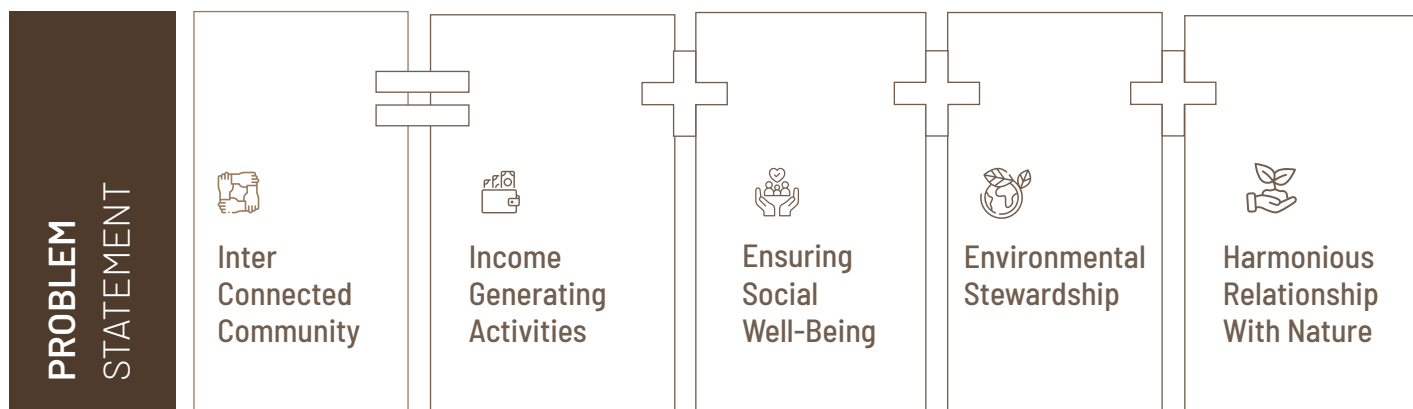 PROBLEM
STATEMENT
Inter
Connected
Community
Income
Generating
Activities
Ensuring
Social
Well-Being
Environmental
Stewardship
Harmonious
Relationship
With Nature